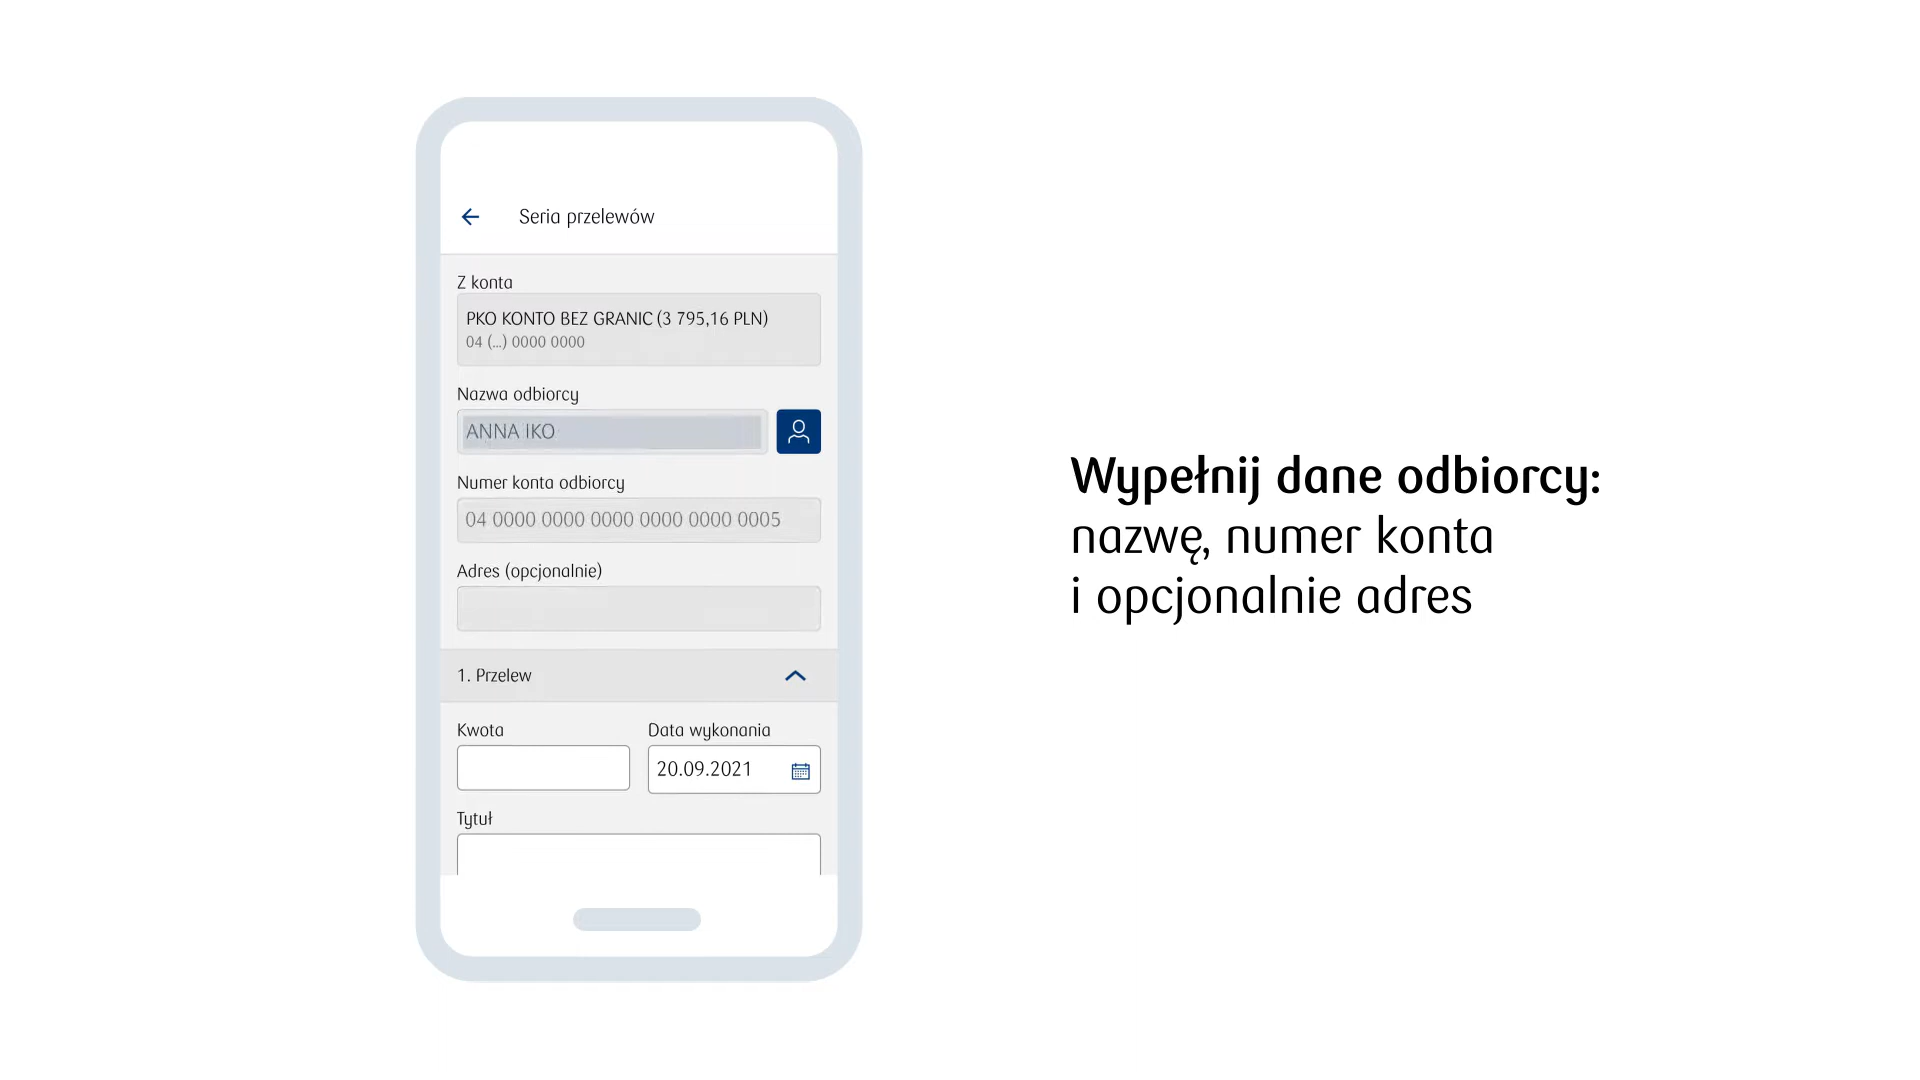 Seria przelewów
Z konta
PKO KONTO BEZ GRANIC (3 795,16 PLN)
04 (...) 0000 0000
Nazwa odbiorcy
ANNA IKO
Numer konta odbiorcy
04 0000 0000 0000 0000 0000 0005
Adres (opcjonalnie)
1. Przelew
Kwota
Data wykonania
20.09.2021
Tytuł
Wypełnij dane odbiorcy:
nazwę, numer konta
i opcjonalnie adres